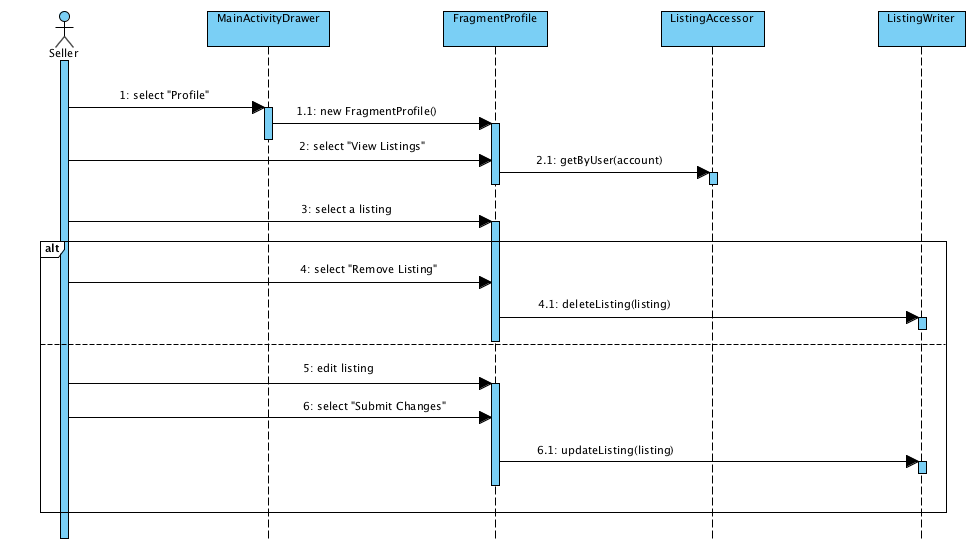 MainActivityDrawer
FragmentProfile
ListingAccessor
ListingWriter
Seller
1: select "Profile"
1.1: new FragmentProfile()
2: select "View Listings"
2.1: getByUser(account)
3: select a listing
alt
4: select "Remove Listing"
4.1: deleteListing(listing)
5: edit listing
6: select "Submit Changes"
6.1: updateListing(listing)